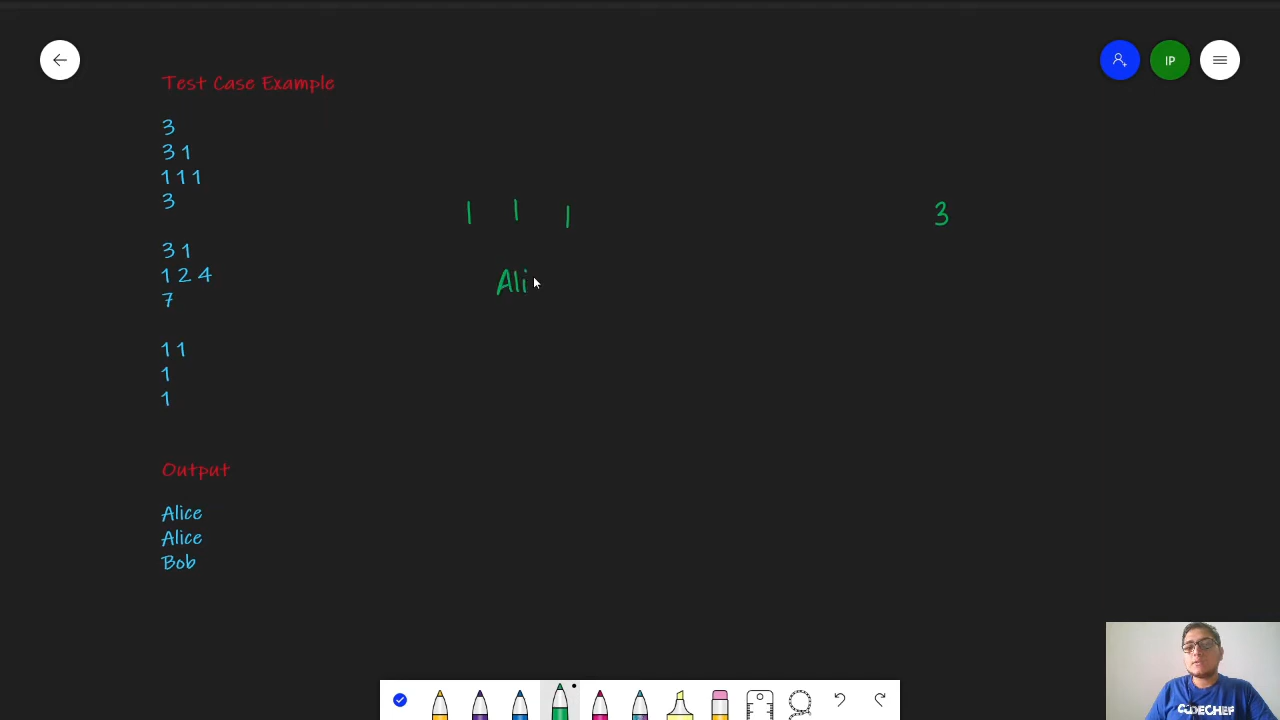 Test Case Example
3
3 1
1 1 1
3
3 1
1 2 4
7
1 1
1
1
Output
Alice
Alice
Bob
1 1 1
3
Ali
IP
CODECHEF